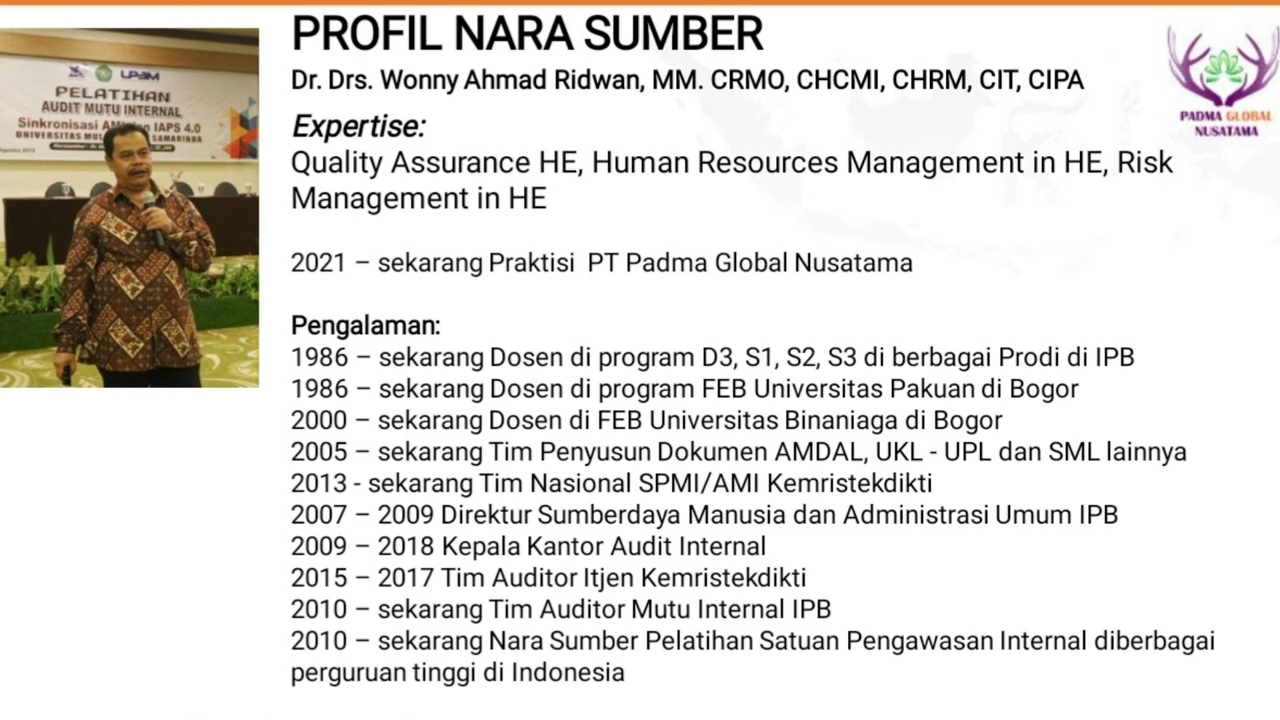 PROFIL NARA SUMBER
Dr. Drs. Wonny Ahmad Ridwan, MM. CRMO, CHCMI, CHRM, CIT, CIPA
Expertise:
Quality Assurance HE, Human Resources Management in HE, Risk
Management in HE
2021 – sekarang Praktisi PT Padma Global Nusatama
Pengalaman:
1986 – sekarang Dosen di program D3, S1, S2, S3 di berbagai Prodi di IPB
1986 – sekarang Dosen di program FEB Universitas Pakuan di Bogor
2000 – sekarang Dosen di FEB Universitas Binaniaga di Bogor
2005 – sekarang Tim Penyusun Dokumen AMDAL, UKL - UPL dan SML lainnya
2013 - sekarang Tim Nasional SPMI/AMI Kemristekdikti
2007 – 2009 Direktur Sumberdaya Manusia dan Administrasi Umum IPB
2009 – 2018 Kepala Kantor Audit Internal
2015 – 2017 Tim Auditor Itjen Kemristekdikti
2010 – sekarang Tim Auditor Mutu Internal IPB
2010 – sekarang Nara Sumber Pelatihan Satuan Pengawasan Internal diberbagai
perguruan tinggi di Indonesia
PADMA GLOBAL
NUSATAMA
LP3M
PELATIHAN
AUDIT MUTU INTERNAL
Sinkronisasi IAPS 4.0
UNIVERSITAS SAMARINDA